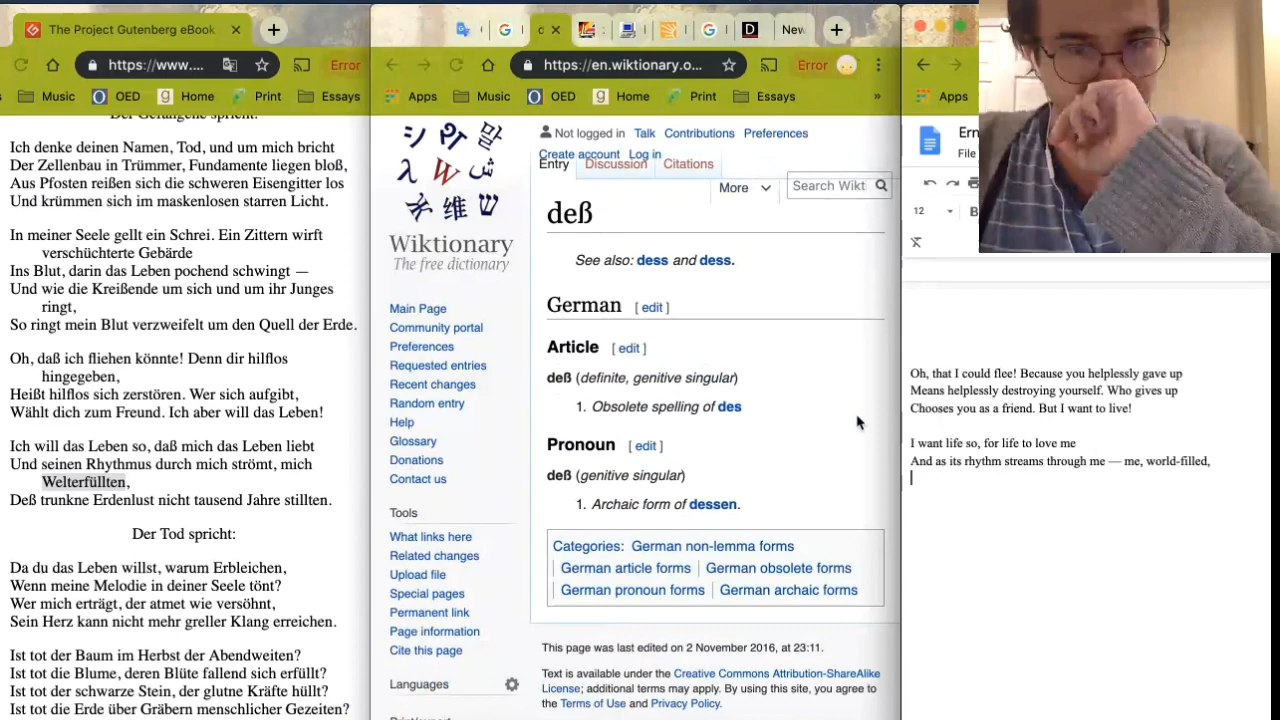 The Project Gutenberg eBook
https://www....
Error
Music
OED
Home
Print
Essays
Der Gefangene spricht:
Ich denke deinen Namen, Tod, und um mich bricht
Der Zellenbau in Trümmer, Fundamente liegen bloß,
Aus Pfosten reißen sich die schweren Eisengitter los
Und krümmen sich im maskenlosen starren Licht.
In meiner Seele gellt ein Schrei. Ein Zittern wirft
verschüchterte Gebärde
Ins Blut, darin das Leben pochend schwingt —
Und wie die Kreißende um sich und um ihr Junges
ringt,
So ringt mein Blut verzweifelt um den Quell der Erde.
Oh, daß ich fliehen könnte! Denn dir hilflos
hingegeben,
Heißt hilflos sich zerstören. Wer sich aufgibt,
Wählt dich zum Freund. Ich aber will das Leben!
Ich will das Leben so, daß mich das Leben liebt
Und seinen Rhythmus durch mich strömt, mich
Welterfüllten,
Deß trunkne Erdenlust nicht tausend Jahre stillten.
Der Tod spricht:
Da du das Leben willst, warum Erbleichen,
Wenn meine Melodie in deiner Seele tönt?
Wer mich erträgt, der atmet wie versöhnt,
Sein Herz kann nicht mehr greller Klang erreichen.
Ist tot der Baum im Herbst der Abendweiten?
Ist tot die Blume, deren Blüte fallend sich erfüllt?
Ist tot der schwarze Stein, der glutne Kräfte hüllt?
Ist tot die Erde über Gräbern menschlicher Gezeiten?
New
https://en.wiktionary.o...
Error
Apps
Music
OED
Home
Print
Essays
»
Wiktionary
The free dictionary
Main Page
Community portal
Preferences
Requested entries
Recent changes
Random entry
Help
Glossary
Donations
Contact us
Tools
What links here
Related changes
Upload file
Special pages
Permanent link
Page information
Cite this page
Languages
Not logged in Talk Contributions Preferences
Create account Log in
Entry Discussion Citations
More
Search Wikt
deß
See also: dess and dess.
German [ edit ]
Article [ edit ]
deß (definite, genitive singular)
1. Obsolete spelling of des
Pronoun [ edit ]
deß (genitive singular)
1. Archaic form of dessen.
Categories: German non-lemma forms
German article forms | German obsolete forms
German pronoun forms | German archaic forms
This page was last edited on 2 November 2016, at 23:11.
Text is available under the Creative Commons Attribution-ShareAlike
License; additional terms may apply. By using this site, you agree to
the Terms of Use and Privacy Policy.
Apps
Ern
File
12
B
Oh, that I could flee! Because you helplessly gave up
Means helplessly destroying yourself. Who gives up
Chooses you as a friend. But I want to live!
I want life so, for life to love me
And as its rhythm streams through me — me, world-filled,